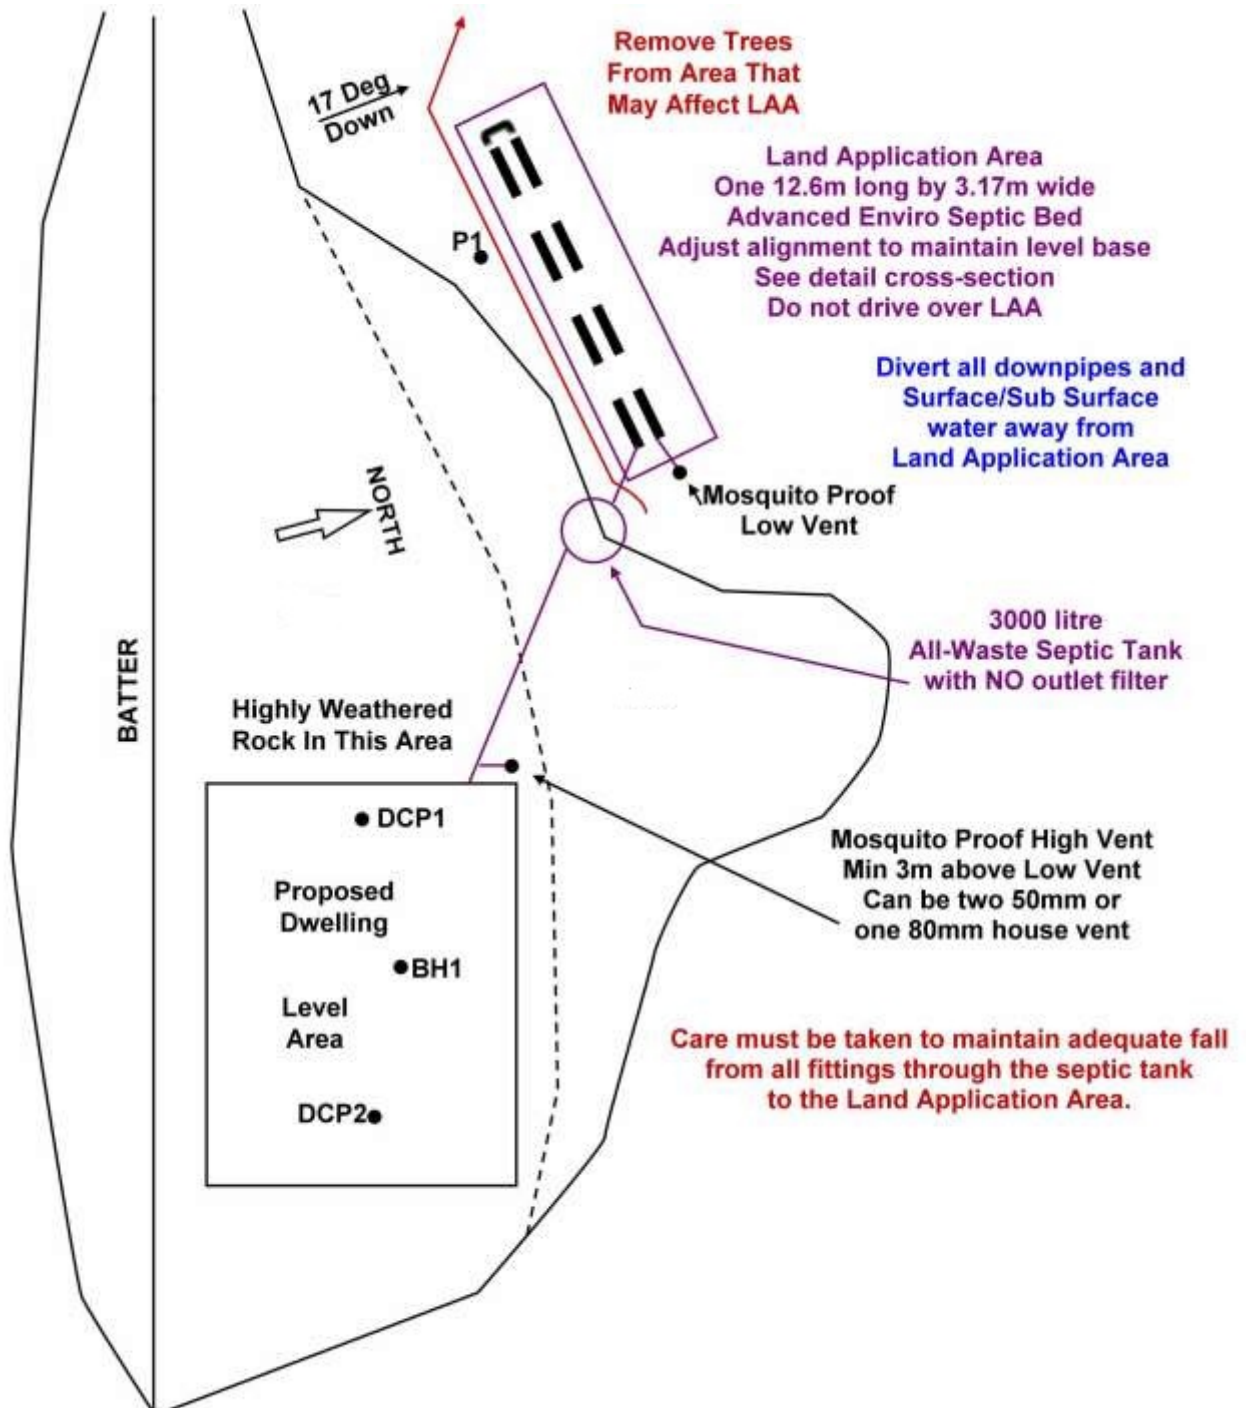 Remove Trees
From Area That
May Affect LAA
17 Deg
Down
Land Application Area
One 12.6m long by 3.17m wide
Advanced Enviro Septic Bed
Adjust alignment to maintain level base
See detail cross-section
Do not drive over LAA
P1
Divert all downpipes and
Surface/Sub Surface
water away from
Land Application Area
Mosquito Proof
Low Vent
NORTH
3000 litre
All-Waste Septic Tank
with NO outlet filter
BATTER
Highly Weathered
Rock In This Area
DCP1
Mosquito Proof High Vent
Min 3m above Low Vent
Can be two 50mm or
one 80mm house vent
Proposed
Dwelling
BH1
Level
Area
Care must be taken to maintain adequate fall
from all fittings through the septic tank
to the Land Application Area.
DCP2